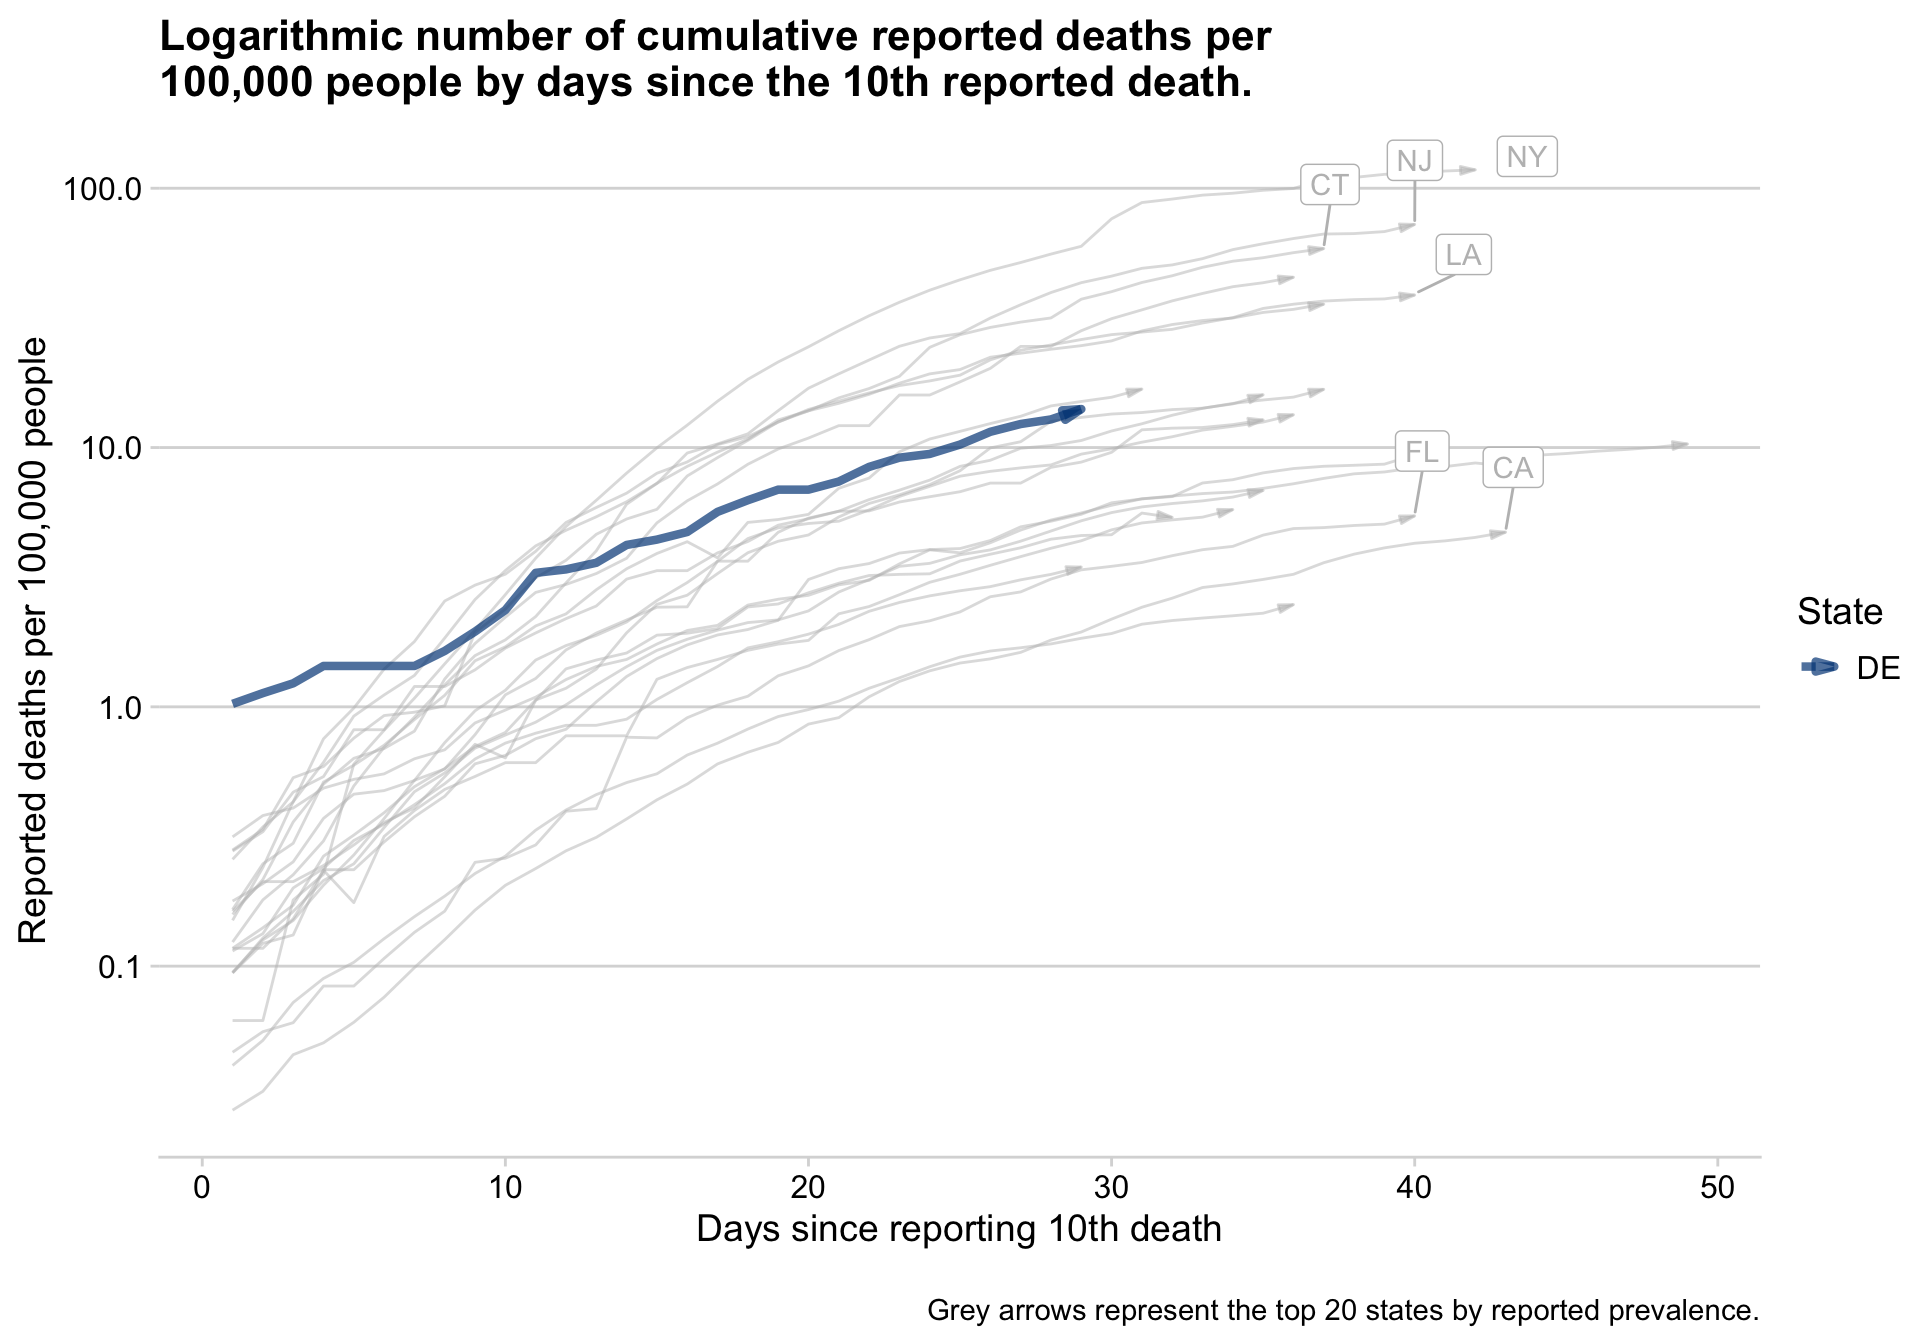 Logarithmic number of cumulative reported deaths per
100,000 people by days since the 10th reported death.
Reported deaths per 100,000 people
100.0
10.0
1.0
0.1
CT
NJ
NY
LA
FL
CA
State
DE
0
10
20
30
40
50
Days since reporting 10th death
Grey arrows represent the top 20 states by reported prevalence.